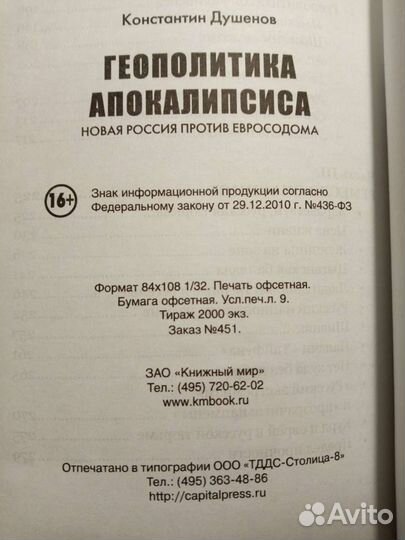 Константин Душенов
ГЕОПОЛИТИКА
АПОКАЛИПСИСА
НОВАЯ РОССИЯ ПРОТИВ ЕВРОСОДОМА
16+
Знак информационной продукции согласно
Федеральному закону от 29.12.2010 г. №436-ФЗ
Формат 84х108 1/32. Печать офсетная.
Бумага офсетная. Усл.печ.л. 9.
Тираж 2000 экз.
Заказ №451.
ЗАО «Книжный мир»
Тел.: (495) 720-62-02
www.kmbook.ru
Отпечатано в типографии ООО «ТДДС-Столица-8»
Тел.: (495) 363-48-86
http://capitalpress.ru
Avito